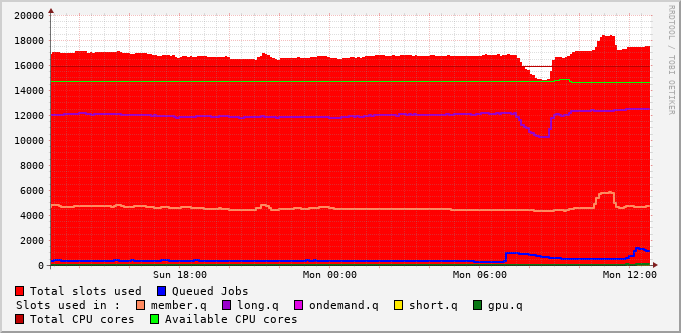 20000
18000
16000
14000
12000
10000
8000
6000
4000
2000
0
Sun 18:00 Mon 00:00 Mon 06:00 Mon 12:00
RRDTOOL / TOBI OETIKER
Total slots used Queued Jobs
Slots used in : member.q long.q ondemand.q short.q gpu.q
Total CPU cores Available CPU cores